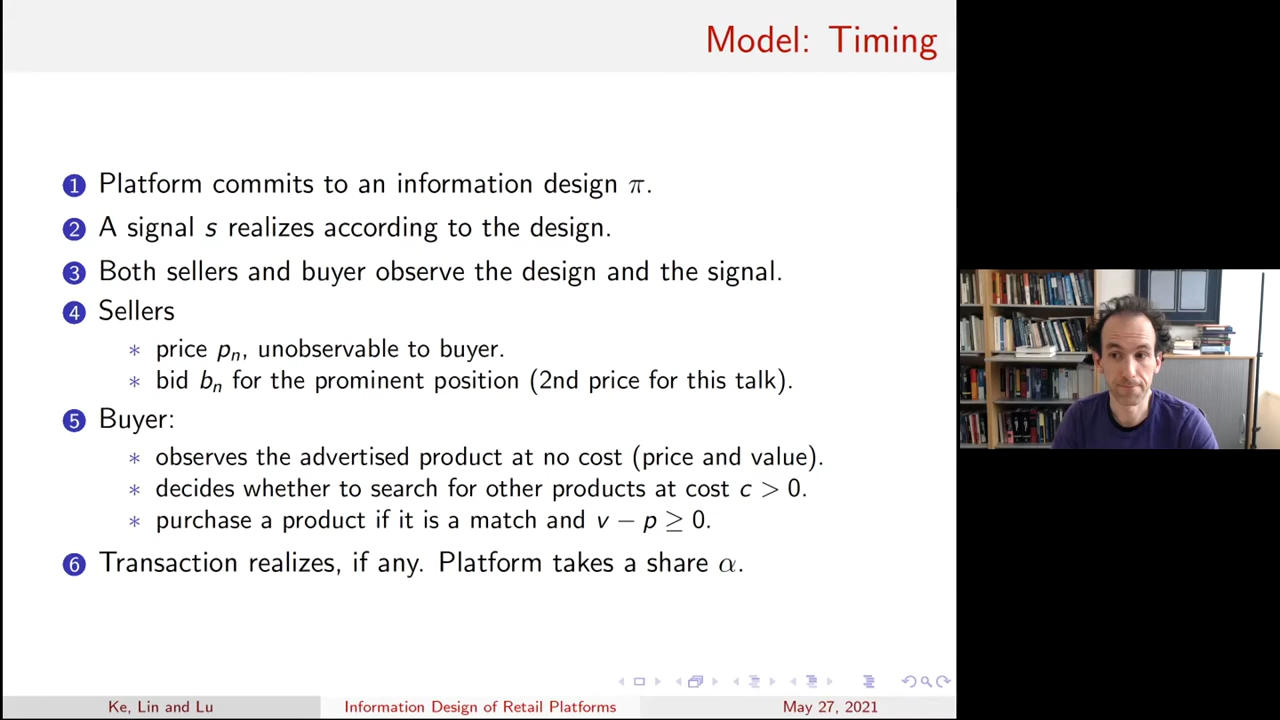 Model: Timing
1 Platform commits to an information design π.
2 A signal s realizes according to the design.
3 Both sellers and buyer observe the design and the signal.
4 Sellers
* price pₙ, unobservable to buyer.
* bid bₙ for the prominent position (2nd price for this talk).
5 Buyer:
* observes the advertised product at no cost (price and value).
* decides whether to search for other products at cost c > 0.
* purchase a product if it is a match and v − p ≥ 0.
6 Transaction realizes, if any. Platform takes a share α.
Ke, Lin and Lu Information Design of Retail Platforms May 27, 2021